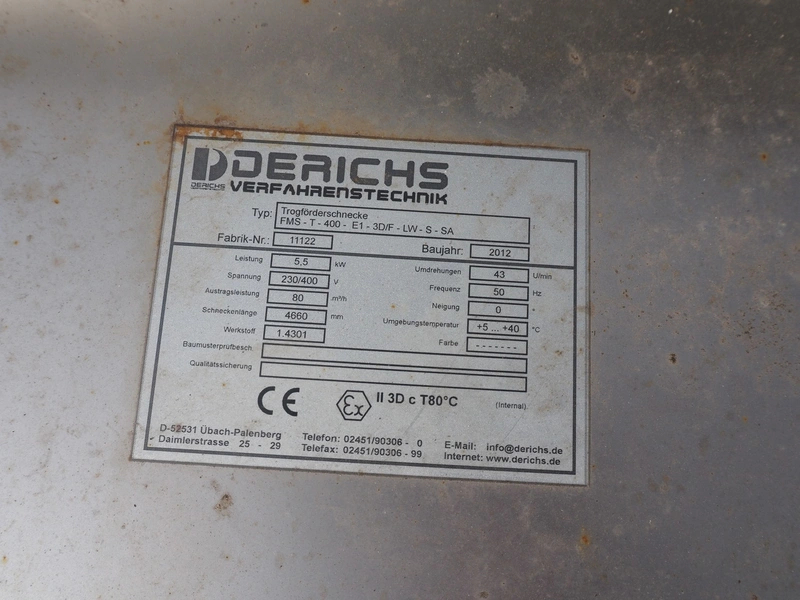 DERICHS
DERICHS
VERFAHRENSTECHNIK
Typ: Trogförderschnecke
FMS - T - 400 - E1 - 3D/F - LW - S - SA
Fabrik-Nr.: 11122 Baujahr: 2012
Leistung 5,5 kW Umdrehungen 43 U/min
Spannung 230/400 V Frequenz 50 Hz
Austragsleistung 80 m³/h Neigung 0 °
Schneckenlänge 4660 mm Umgebungstemperatur +5 ... +40 °C
Werkstoff 1.4301 Farbe -------
Baumusterprüfbesch.
Qualitätssicherung
CE Ex II 3D c T80°C (Internal)
D-52531 Übach-Palenberg Telefon: 02451/90306 - 0 E-Mail: info@derichs.de
Daimlerstrasse 25 - 29 Telefax: 02451/90306 - 99 Internet: www.derichs.de